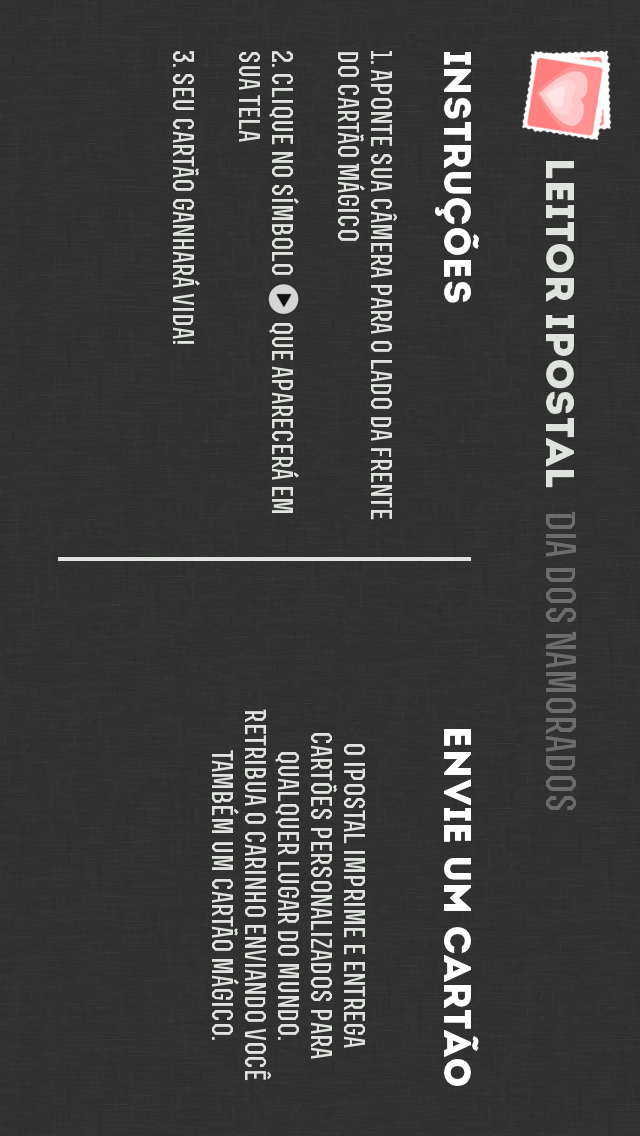 LEITOR IPOSTAL DIA DOS NAMORADOS
INSTRUÇÕES
1. APONTE SUA CÂMERA PARA O LADO DA FRENTE
DO CARTÃO MÁGICO
2. CLIQUE NO SÍMBOLO QUE APARECERÁ EM
SUA TELA
3. SEU CARTÃO GANHARÁ VIDA!
ENVIE UM CARTÃO
O IPOSTAL IMPRIME E ENTREGA
CARTÕES PERSONALIZADOS PARA
QUALQUER LUGAR DO MUNDO.
RETRIBUA O CARINHO ENVIANDO VOCÊ
TAMBÉM UM CARTÃO MÁGICO.